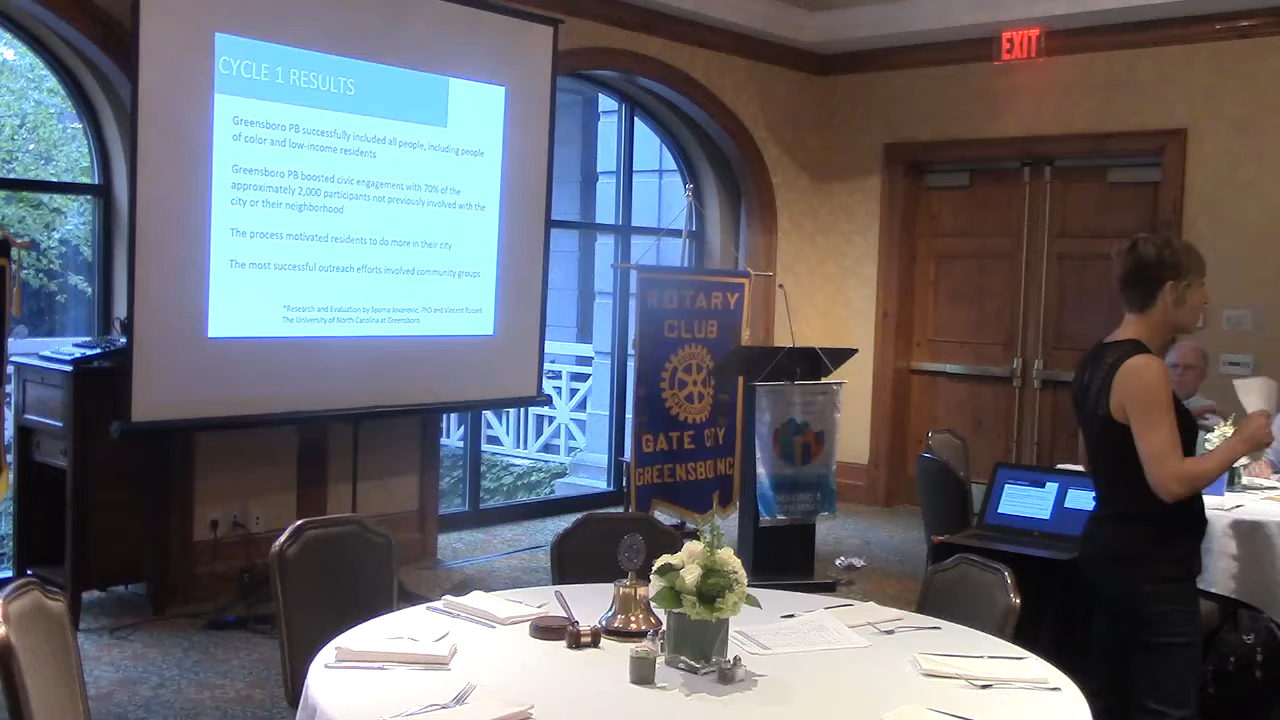 CYCLE 1 RESULTS
Greensboro PB successfully included all people, including people
of color and low-income residents
Greensboro PB boosted civic engagement with 70% of the
approximately 2,000 participants not previously involved with the
city or their neighborhood
The process motivated residents to do more in their city
The most successful outreach efforts involved community groups
*Research and Evaluation by Spoma Jovanovic, PhD and Vincent Russell
The University of North Carolina at Greensboro
EXIT
ROTARY
CLUB
GATE CITY
GREENSBO NC